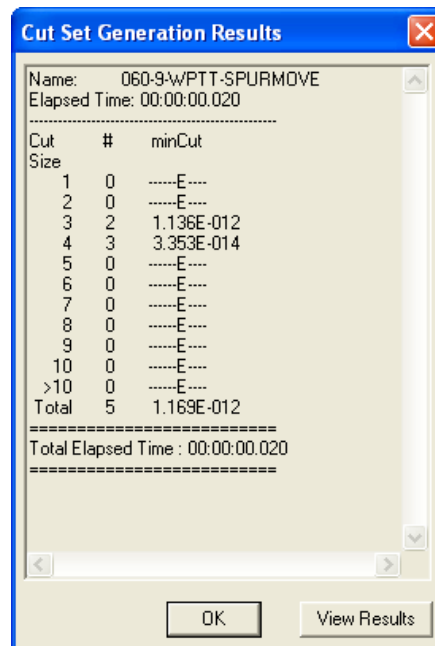 Cut Set Generation Results
Name: 060-9-WPTT-SPURMOVE
Elapsed Time: 00:00:00.020
--------------------------------------------------
Cut # minCut
Size
1 0 ------E----
2 0 ------E----
3 2 1.136E-012
4 3 3.353E-014
5 0 ------E----
6 0 ------E----
7 0 ------E----
8 0 ------E----
9 0 ------E----
10 0 ------E----
>10 0 ------E----
Total 5 1.169E-012
==========================
Total Elapsed Time : 00:00:00.020
==========================
OK View Results